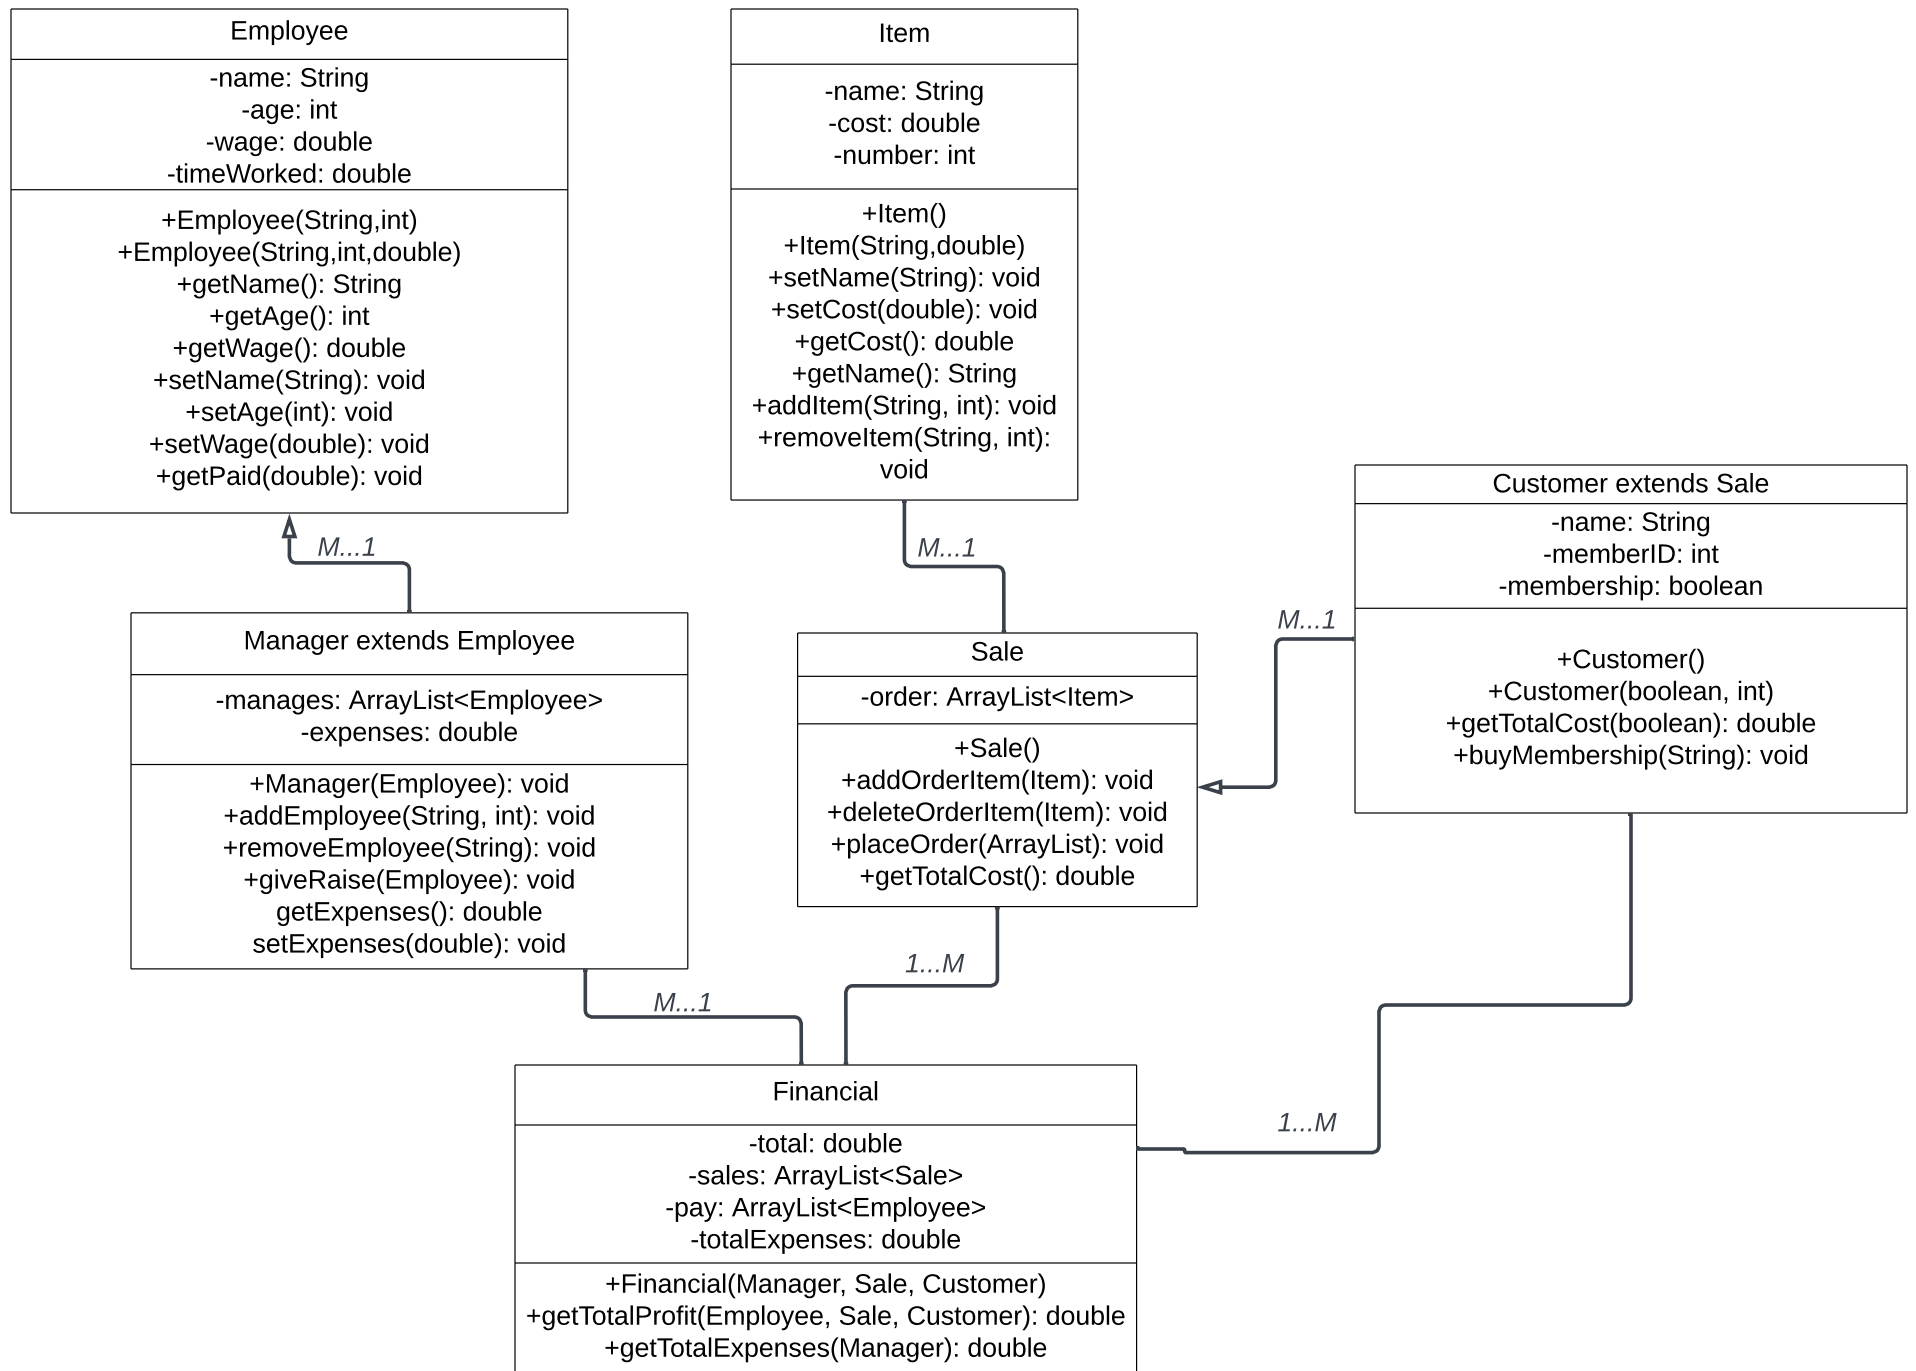 Employee
-name: String
-age: int
-wage: double
-timeWorked: double
+Employee(String,int)
+Employee(String,int,double)
+getName(): String
+getAge(): int
+getWage(): double
+setName(String): void
+setAge(int): void
+setWage(double): void
+getPaid(double): void
Item
-name: String
-cost: double
-number: int
+Item()
+Item(String,double)
+setName(String): void
+setCost(double): void
+getCost(): double
+getName(): String
+addItem(String, int): void
+removeItem(String, int):
void
Customer extends Sale
-name: String
-memberID: int
-membership: boolean
+Customer()
+Customer(boolean, int)
+getTotalCost(boolean): double
+buyMembership(String): void
M...1
M...1
M...1
Manager extends Employee
-manages: ArrayList<Employee>
-expenses: double
+Manager(Employee): void
+addEmployee(String, int): void
+removeEmployee(String): void
+giveRaise(Employee): void
getExpenses(): double
setExpenses(double): void
Sale
-order: ArrayList<Item>
+Sale()
+addOrderItem(Item): void
+deleteOrderItem(Item): void
+placeOrder(ArrayList): void
+getTotalCost(): double
M...1
1...M
1...M
Financial
-total: double
-sales: ArrayList<Sale>
-pay: ArrayList<Employee>
-totalExpenses: double
+Financial(Manager, Sale, Customer)
+getTotalProfit(Employee, Sale, Customer): double
+getTotalExpenses(Manager): double